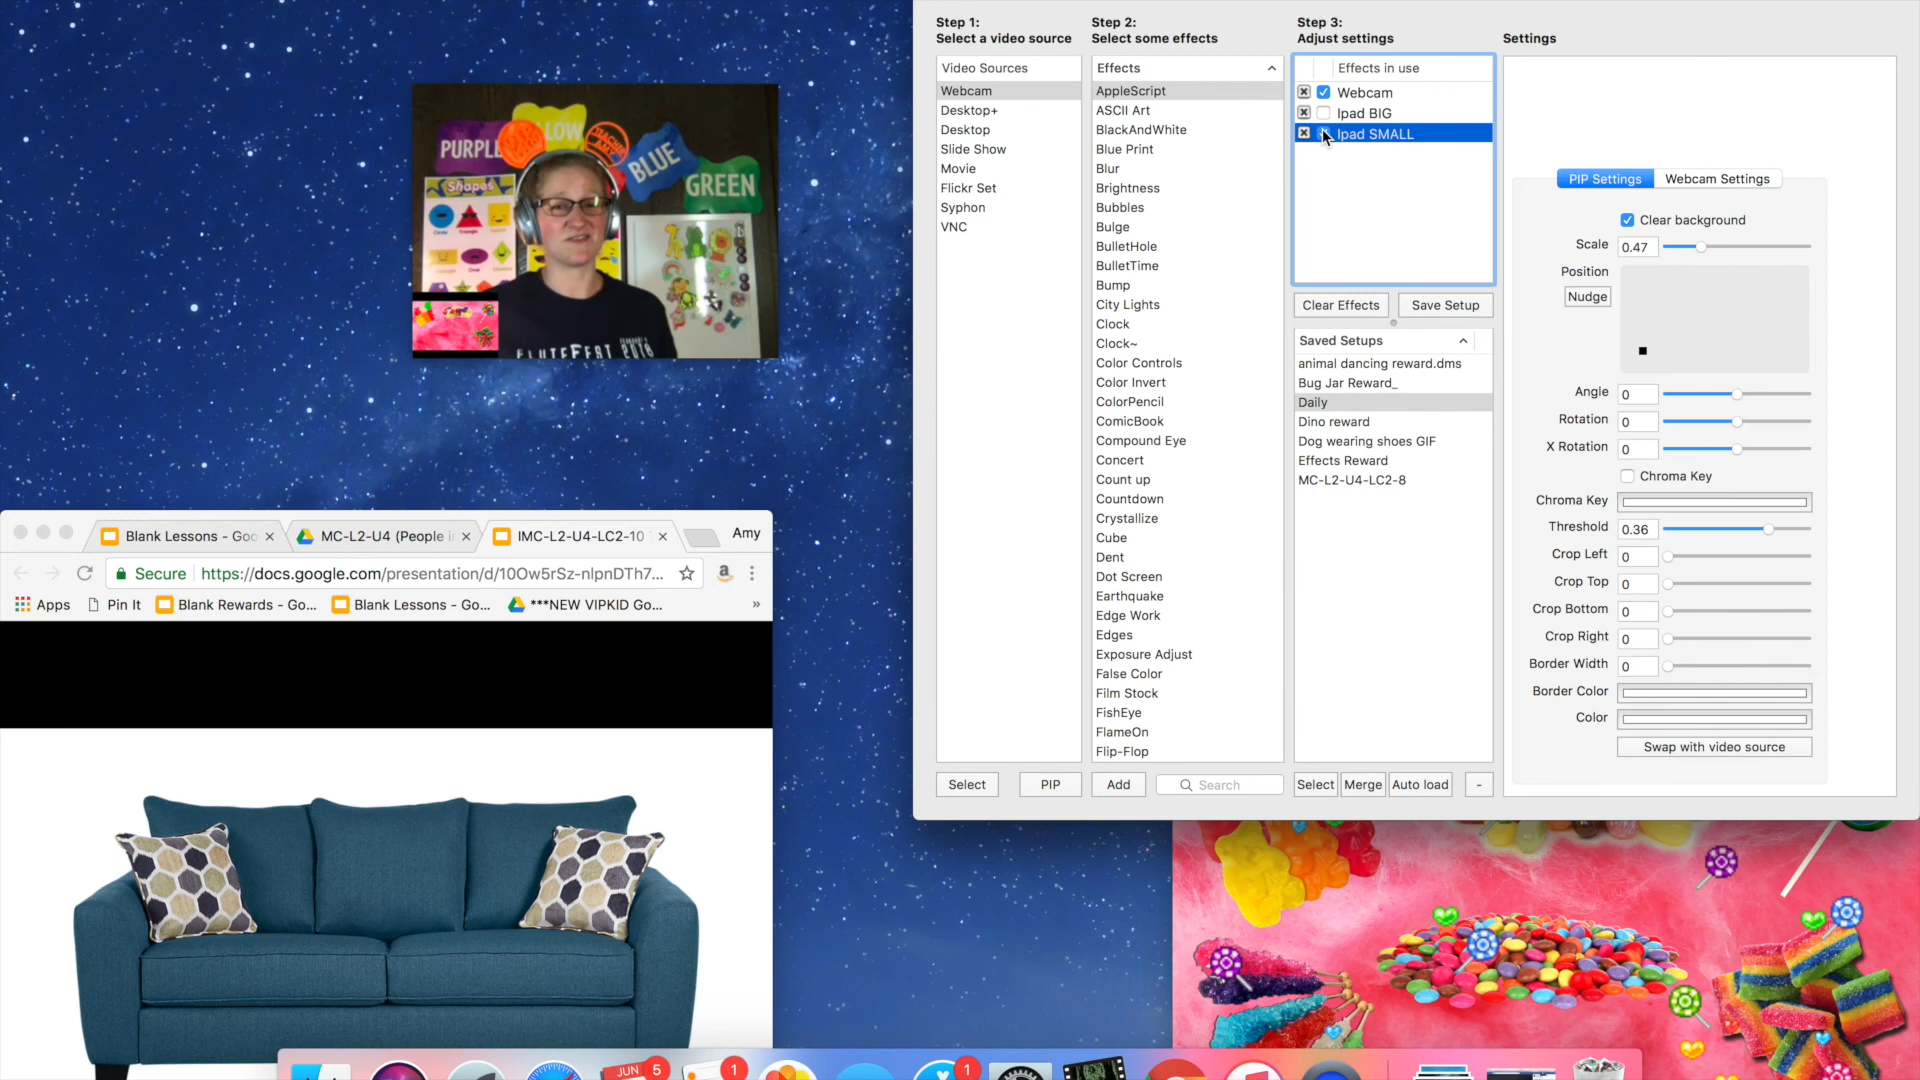 Step 1:
Select a video source
Step 2:
Select some effects
Step 3:
Adjust settings
Settings
Video Sources
Webcam
Desktop+
Desktop
Slide Show
Movie
Flickr Set
Syphon
VNC
Effects
AppleScript
ASCII Art
BlackAndWhite
Blue Print
Blur
Brightness
Bubbles
Bulge
BulletHole
BulletTime
Bump
City Lights
Clock
Clock~
Color Controls
Color Invert
ColorPencil
ComicBook
Compound Eye
Concert
Count up
Countdown
Crystallize
Cube
Dent
Dot Screen
Earthquake
Edge Work
Edges
Exposure Adjust
False Color
Film Stock
FishEye
FlameOn
Flip-Flop
Effects in use
Webcam
Ipad BIG
Ipad SMALL
Clear Effects
Save Setup
Saved Setups
animal dancing reward.dms
Bug Jar Reward_
Daily
Dino reward
Dog wearing shoes GIF
Effects Reward
MC-L2-U4-LC2-8
PIP Settings
Webcam Settings
Clear background
Scale 0.47
Position
Nudge
Angle 0
Rotation 0
X Rotation 0
Chroma Key
Chroma Key
Threshold 0.36
Crop Left 0
Crop Top 0
Crop Bottom 0
Crop Right 0
Border Width 0
Border Color
Color
Swap with video source
Select
PIP
Add
Search
Select
Merge
Auto load
-
PURPLE
BLUE
GREEN
Shapes
FLUTEFEST 2018
Blank Lessons - Goo
MC-L2-U4 (People i
IMC-L2-U4-LC2-10
Amy
Secure
https://docs.google.com/presentation/d/10Ow5rSz-nlpnDTh7...
Apps
Pin It
Blank Rewards - Go...
Blank Lessons - Go...
***NEW VIPKID Go...
»
JUN
5
1
1